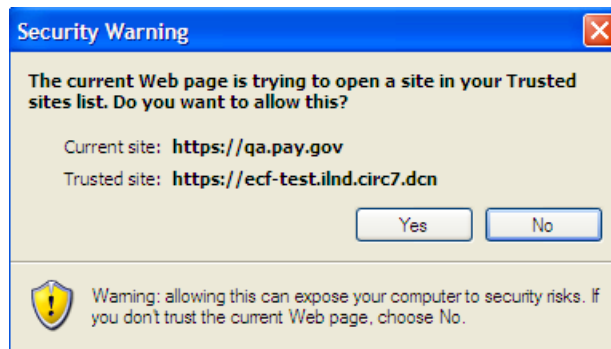 Security Warning
The current Web page is trying to open a site in your Trusted
sites list. Do you want to allow this?
Current site: https://qa.pay.gov
Trusted site: https://ecf-test.ilnd.circ7.dcn
Yes No
Warning: allowing this can expose your computer to security risks. If
you don't trust the current Web page, choose No.